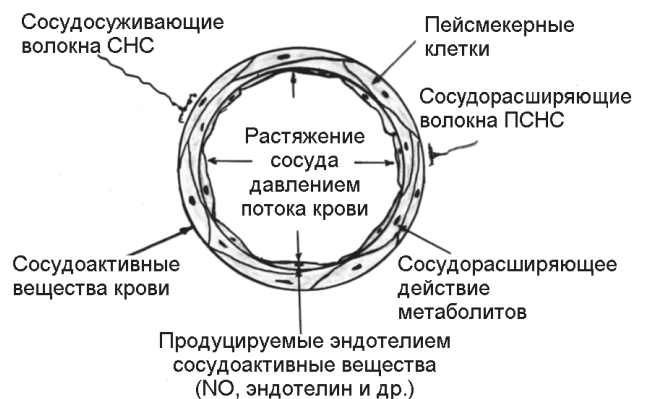 Сосудосуживающие
волокна СНС
Пейсмекерные
клетки
Сосудорасширяющие
волокна ПСНС
Растяжение
сосуда
давлением
потока крови
Сосудоактивные
вещества крови
Сосудорасширяющее
действие
метаболитов
Продуцируемые эндотелием
сосудоактивные вещества
(NO, эндотелин и др.)